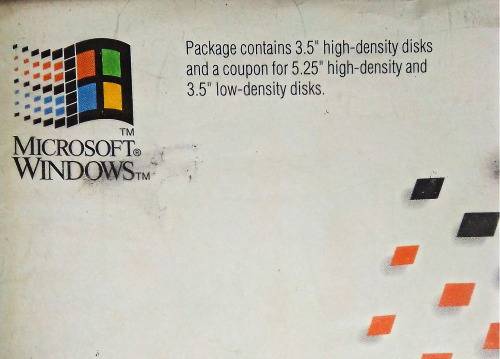 Package contains 3.5" high-density disks
and a coupon for 5.25" high-density and
3.5" low-density disks.
TM
MICROSOFT®
WINDOWS™